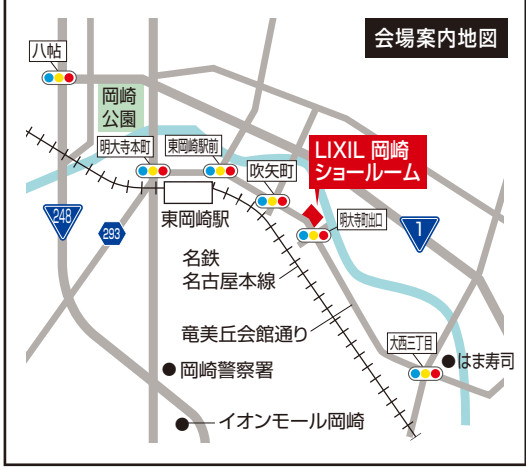 会場案内地図
八帖
岡崎
公園
明大寺本町
東岡崎駅前
LIXIL 岡崎
ショールーム
吹矢町
248
293
東岡崎駅
明大寺町出口
1
名鉄
名古屋本線
竜美丘会館通り
大西三丁目
はま寿司
岡崎警察署
イオンモール岡崎